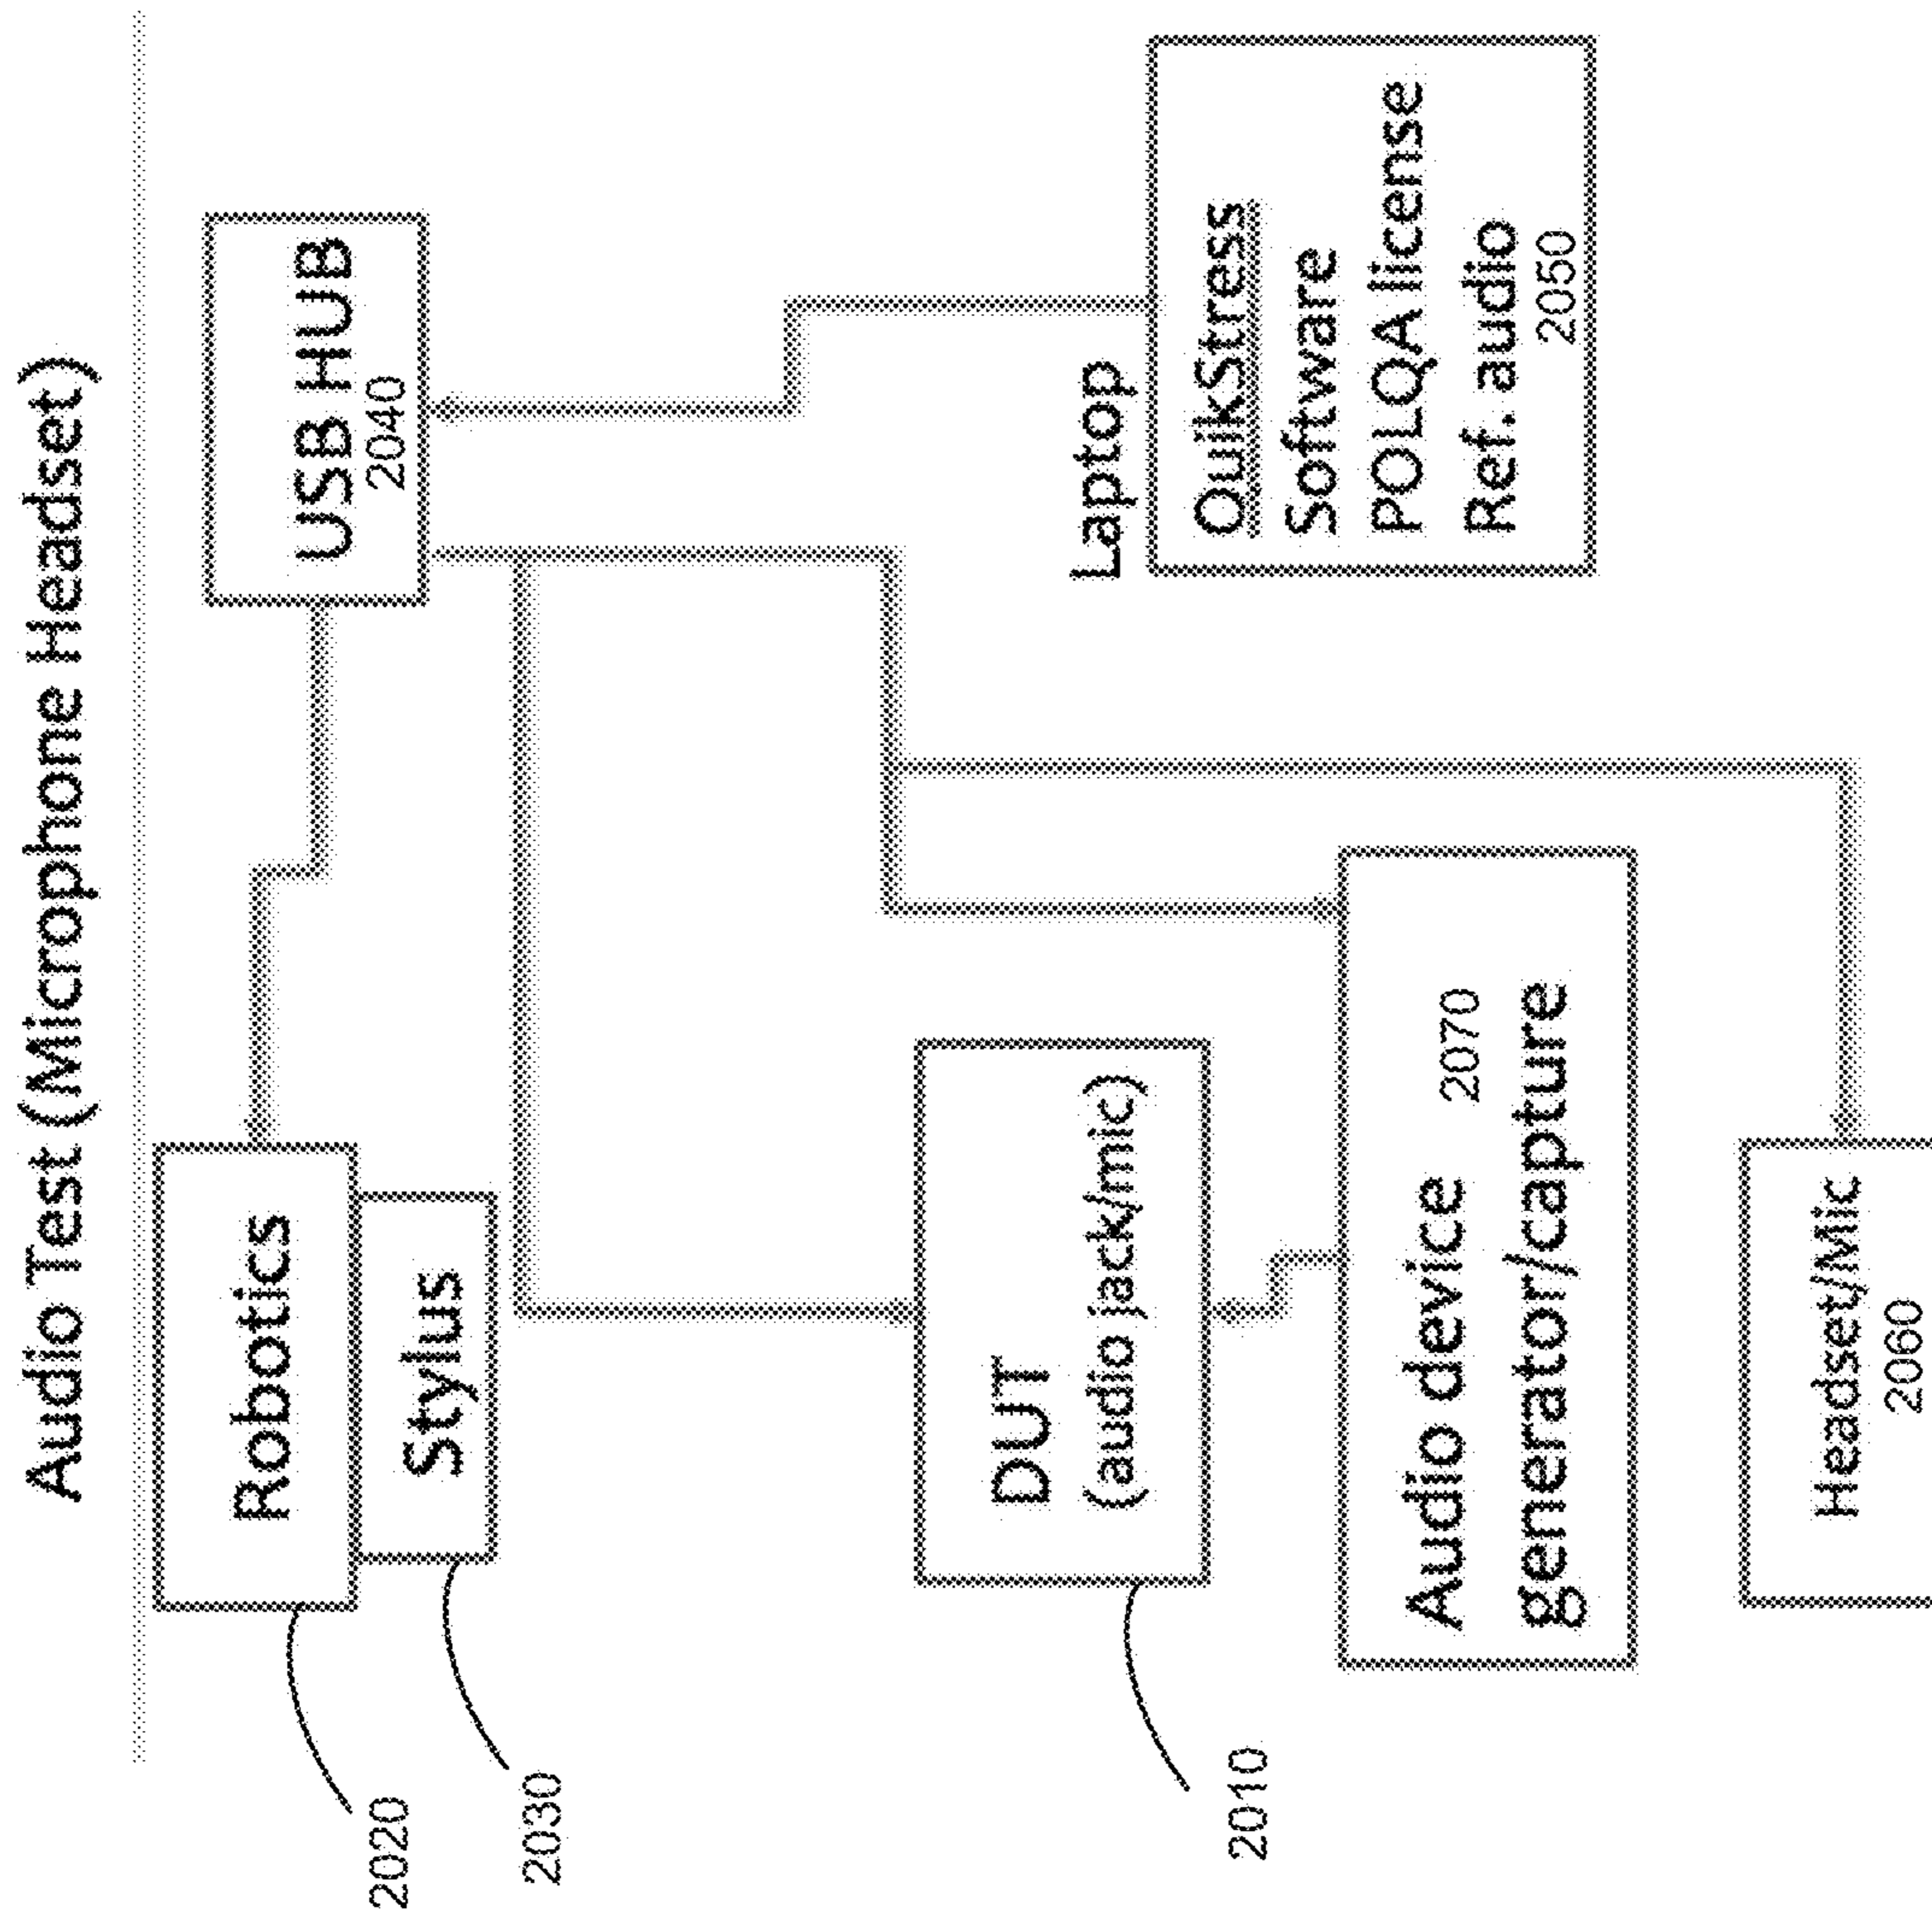 Audio Test (Microphone Headset)
Robotics
2020
Stylus
2030
USB HUB
2040
DUT
(audio jack/mic)
2010
Laptop
QuikStress
Software
POLQA license
Ref. audio
2050
Audio device 2070
generator/capture
Headset/Mic
2060